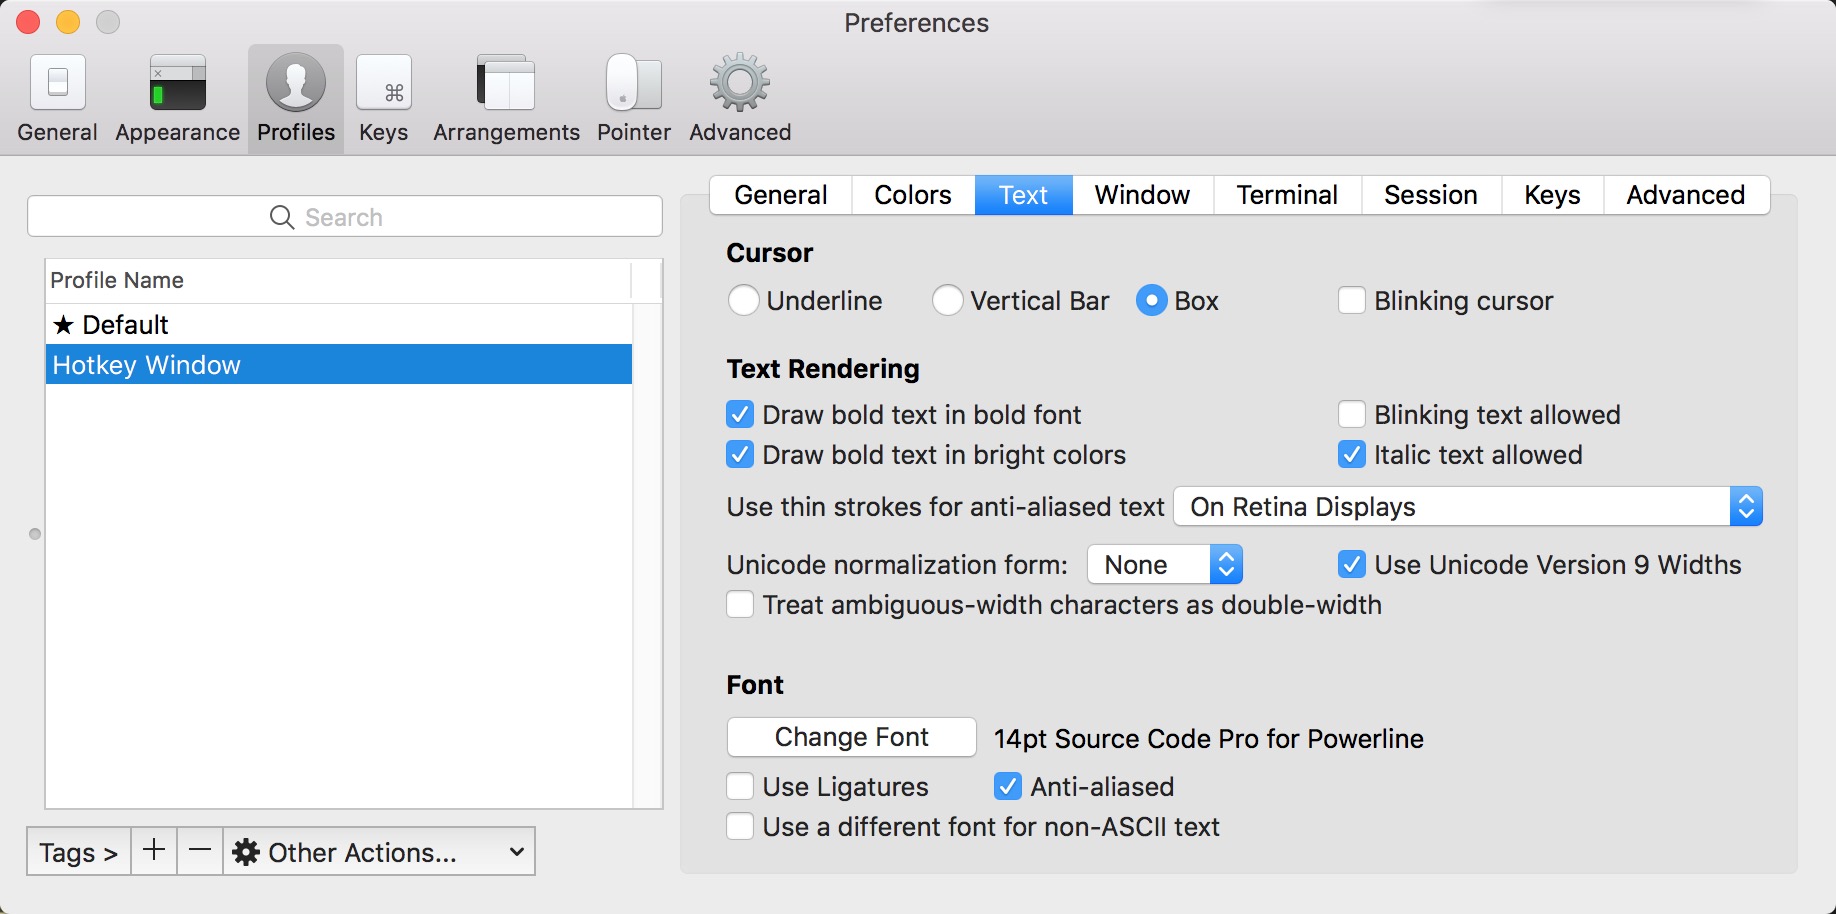 Preferences
General Appearance Profiles Keys Arrangements Pointer Advanced
Search
Profile Name
★ Default
Hotkey Window
Tags > + − Other Actions...
General Colors Text Window Terminal Session Keys Advanced
Cursor
Underline Vertical Bar Box Blinking cursor
Text Rendering
Draw bold text in bold font Blinking text allowed
Draw bold text in bright colors Italic text allowed
Use thin strokes for anti-aliased text On Retina Displays
Unicode normalization form: None Use Unicode Version 9 Widths
Treat ambiguous-width characters as double-width
Font
Change Font 14pt Source Code Pro for Powerline
Use Ligatures Anti-aliased
Use a different font for non-ASCII text